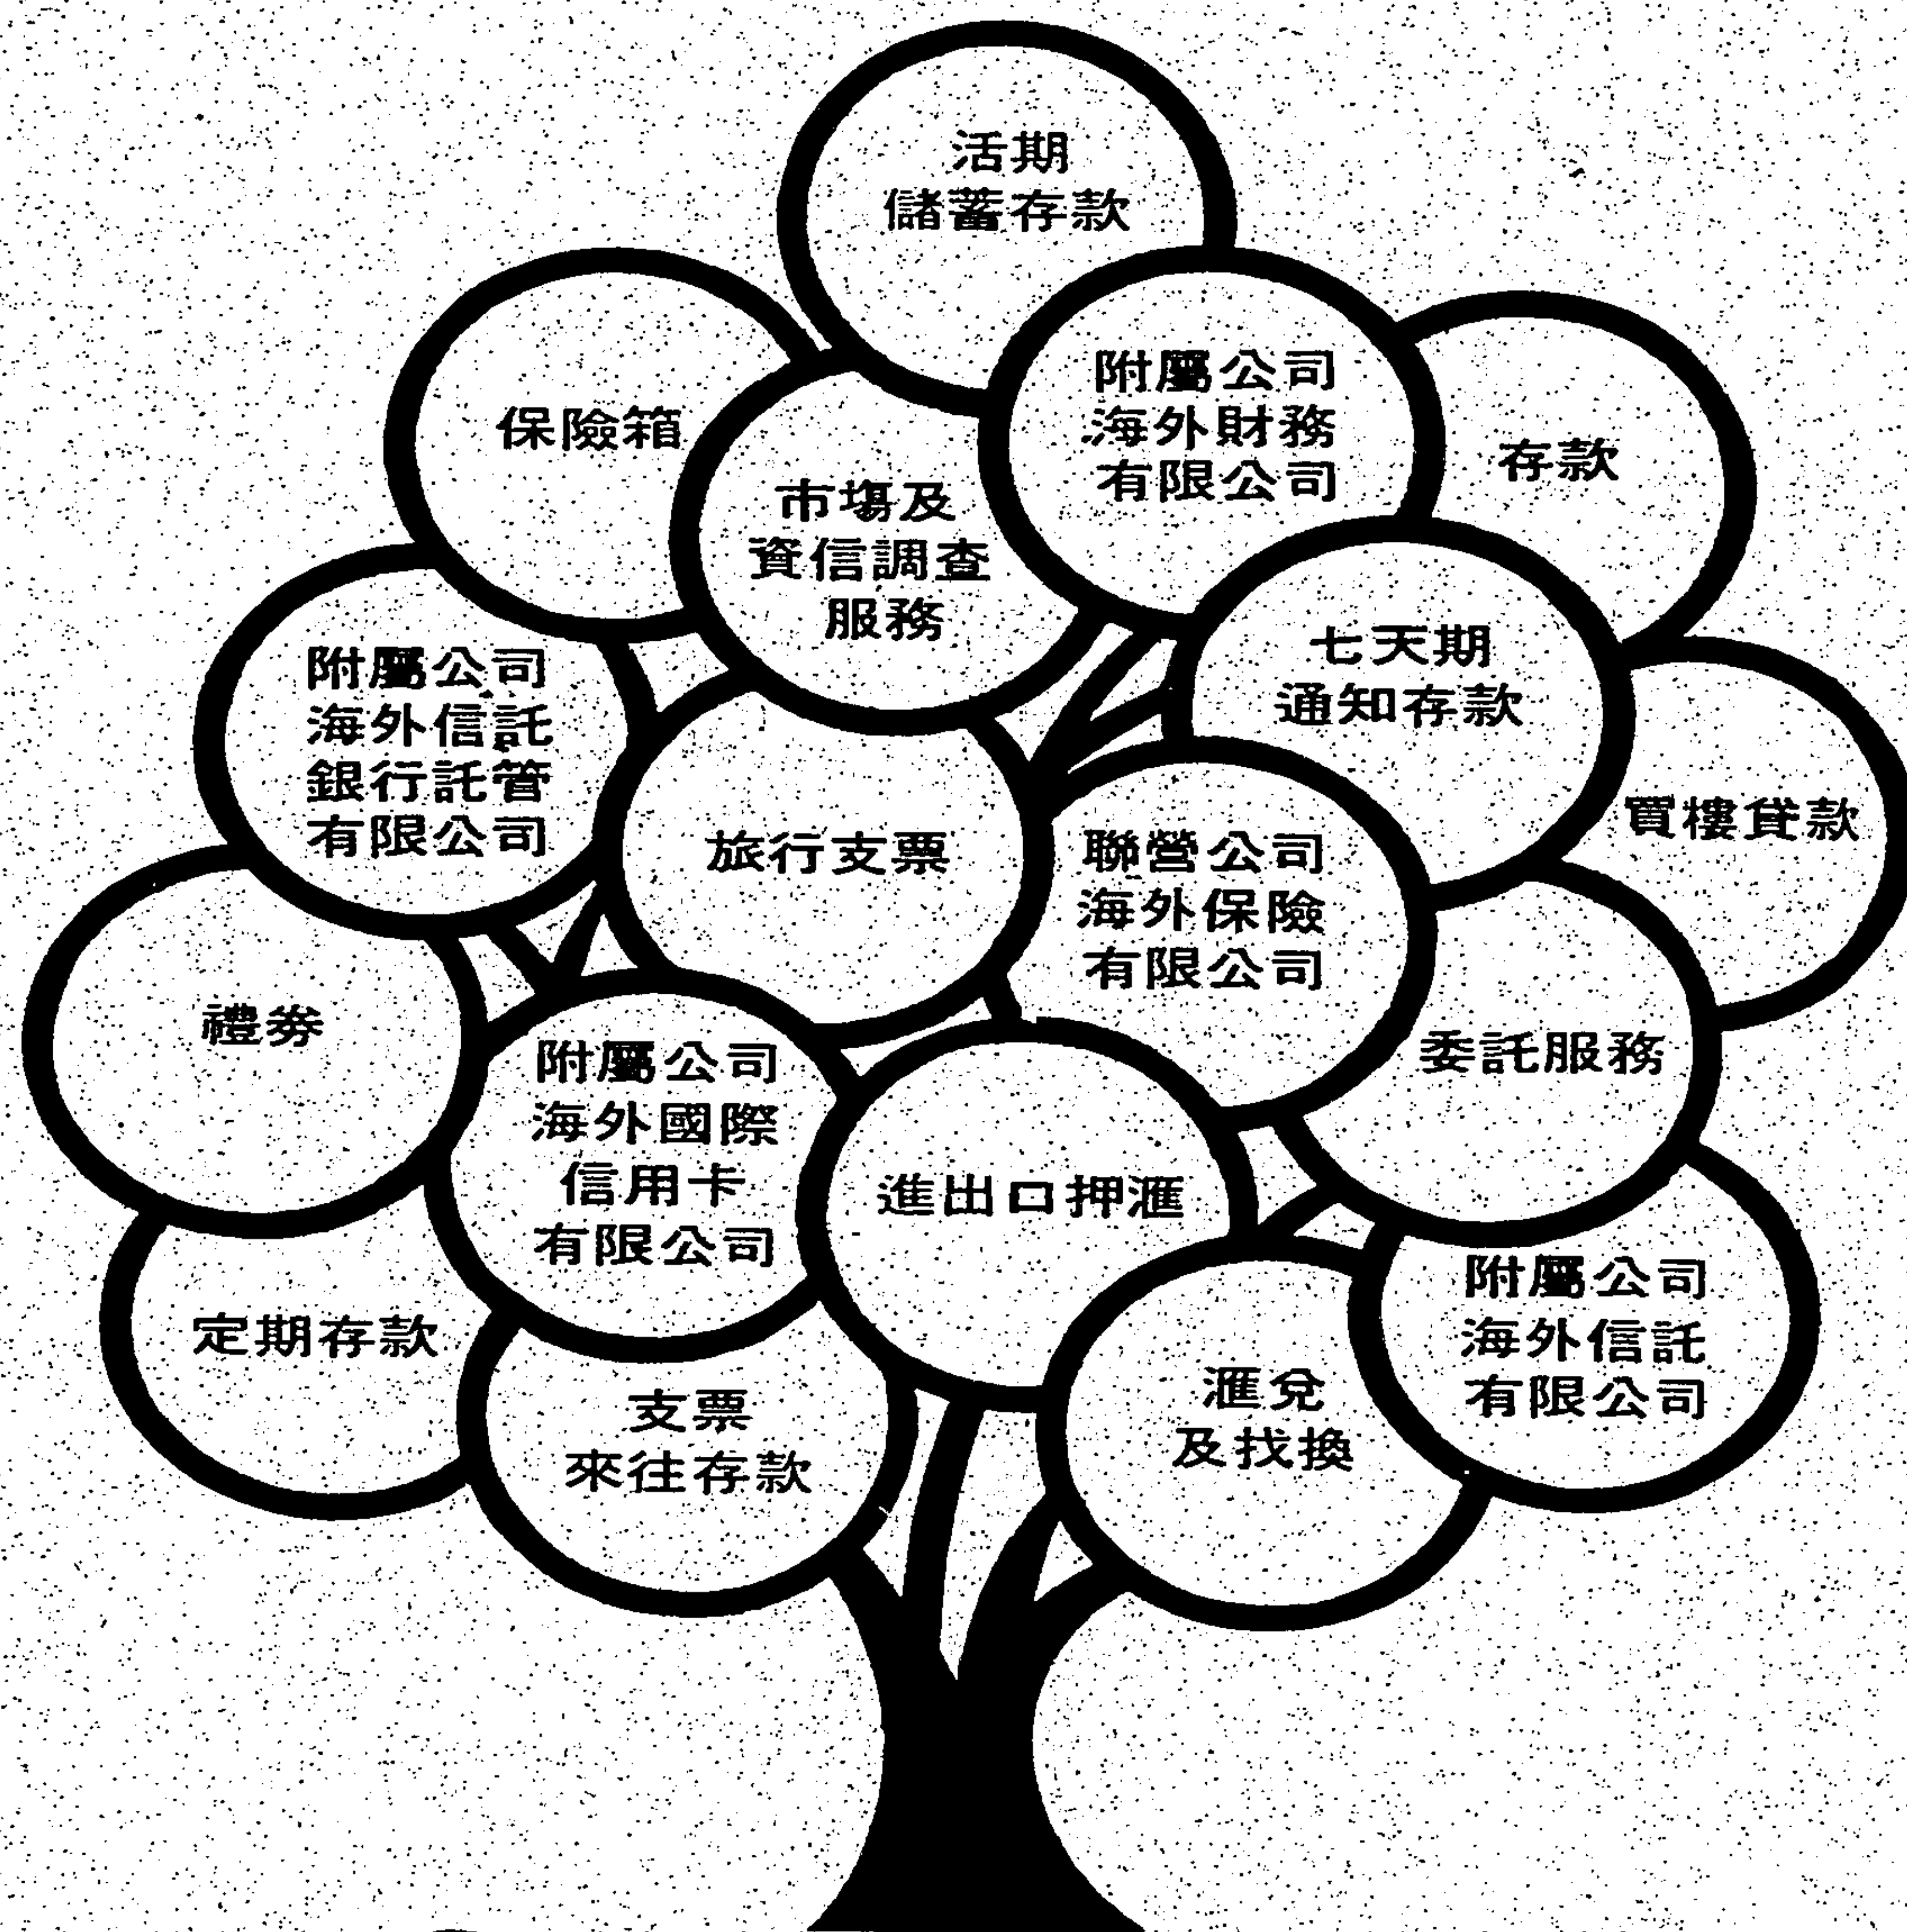 活期
儲蓄存款
附屬公司
海外財務
有限公司
保險箱
存款
市場及
資信調查
服務
七天期
通知存款
附屬公司
海外信託
銀行託管
有限公司
買樓貸款
旅行支票
聯營公司
海外保險
有限公司
禮券
委託服務
附屬公司
海外國際
信用卡
有限公司
進出口押滙
附屬公司
海外信託
有限公司
定期存款
滙兌
及找換
支票
來往存款